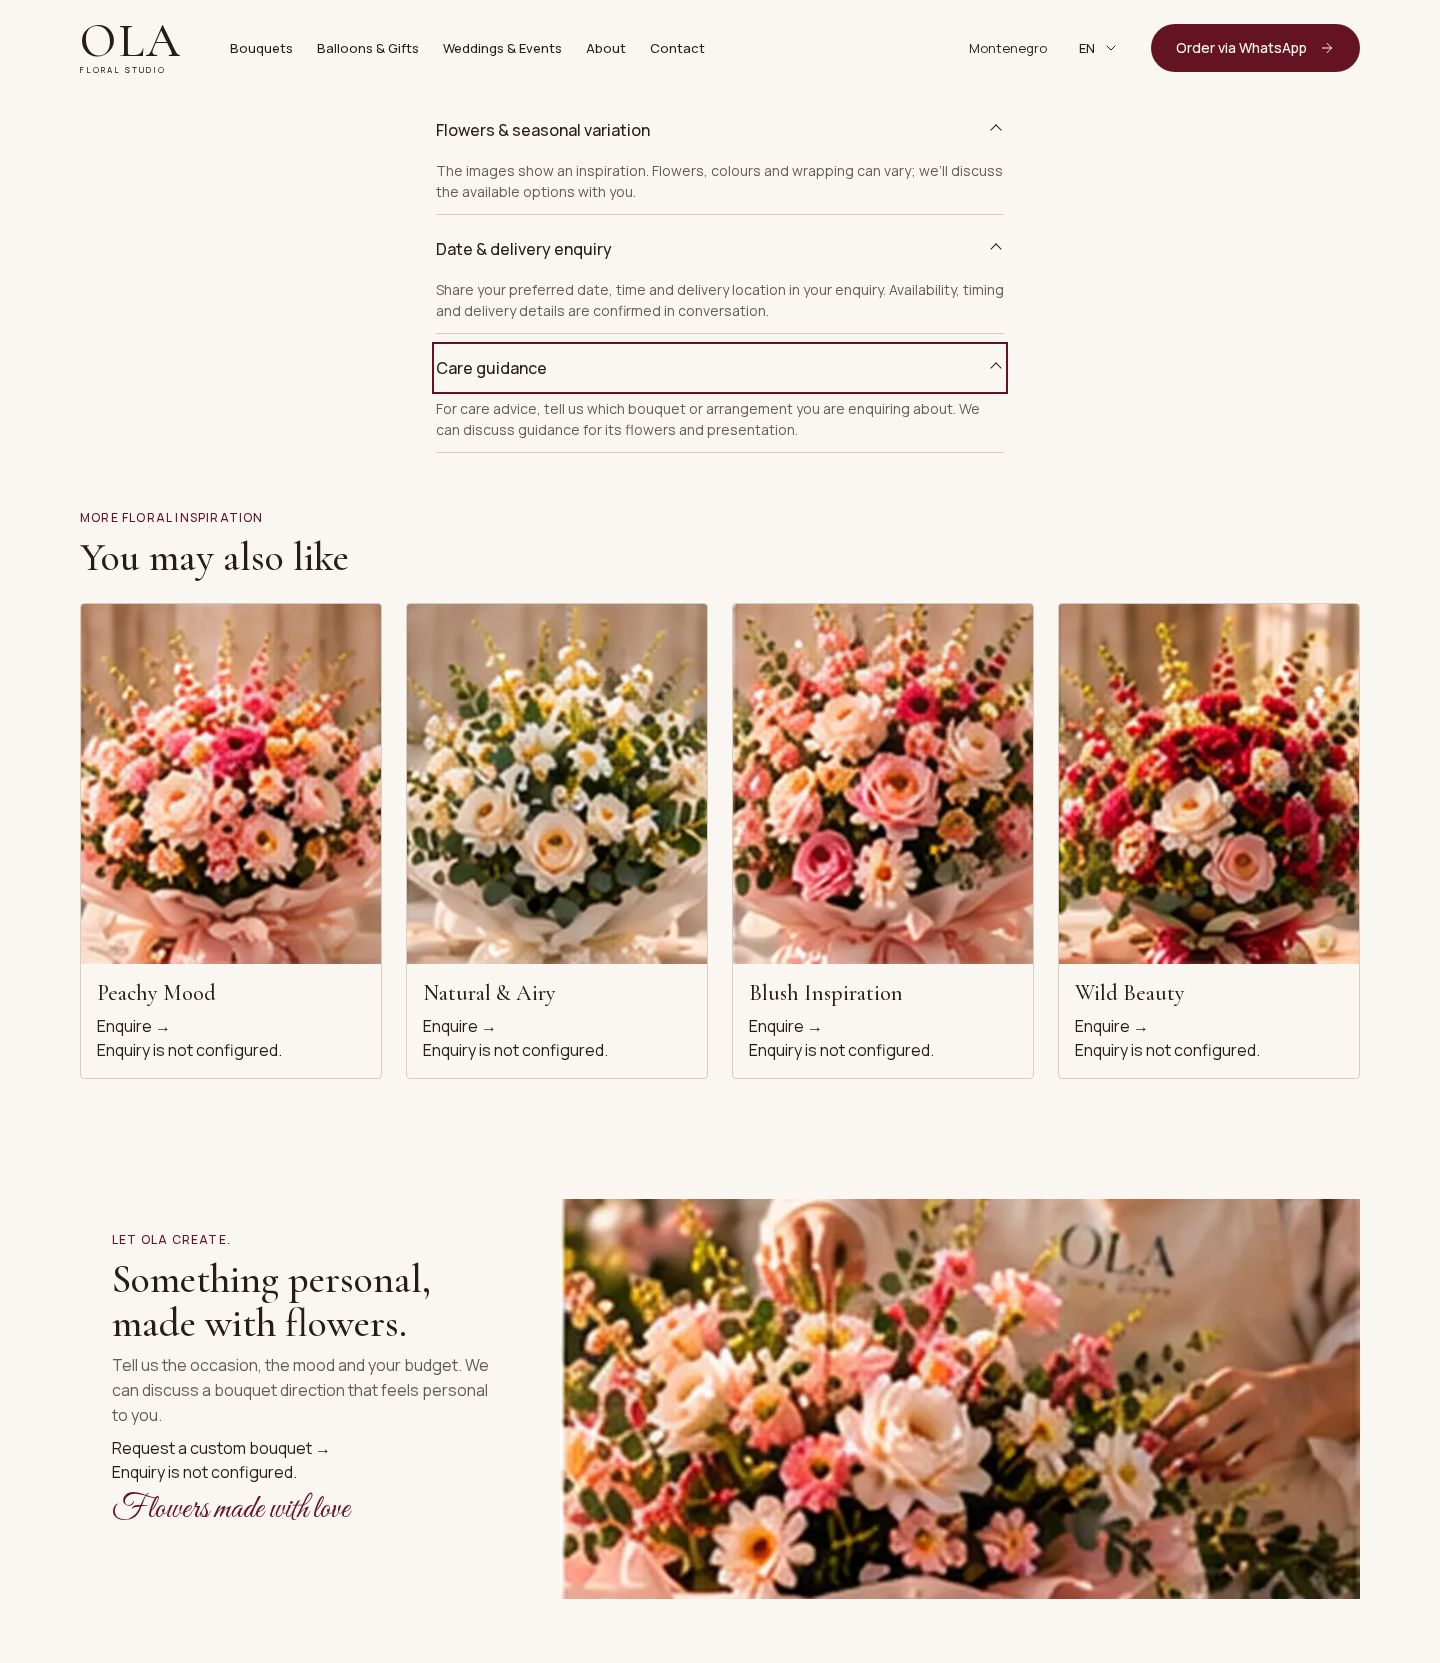 OLA
FLORAL STUDIO
Bouquets
Balloons & Gifts
Weddings & Events
About
Contact
Montenegro
EN
Order via WhatsApp →
Flowers & seasonal variation
The images show an inspiration. Flowers, colours and wrapping can vary; we'll discuss
the available options with you.
Date & delivery enquiry
Share your preferred date, time and delivery location in your enquiry. Availability, timing
and delivery details are confirmed in conversation.
Care guidance
For care advice, tell us which bouquet or arrangement you are enquiring about. We
can discuss guidance for its flowers and presentation.
MORE FLORAL INSPIRATION
You may also like
Peachy Mood
Enquire →
Enquiry is not configured.
Natural & Airy
Enquire →
Enquiry is not configured.
Blush Inspiration
Enquire →
Enquiry is not configured.
Wild Beauty
Enquire →
Enquiry is not configured.
LET OLA CREATE.
Something personal,
made with flowers.
Tell us the occasion, the mood and your budget. We
can discuss a bouquet direction that feels personal
to you.
Request a custom bouquet →
Enquiry is not configured.
Flowers made with love
OLA